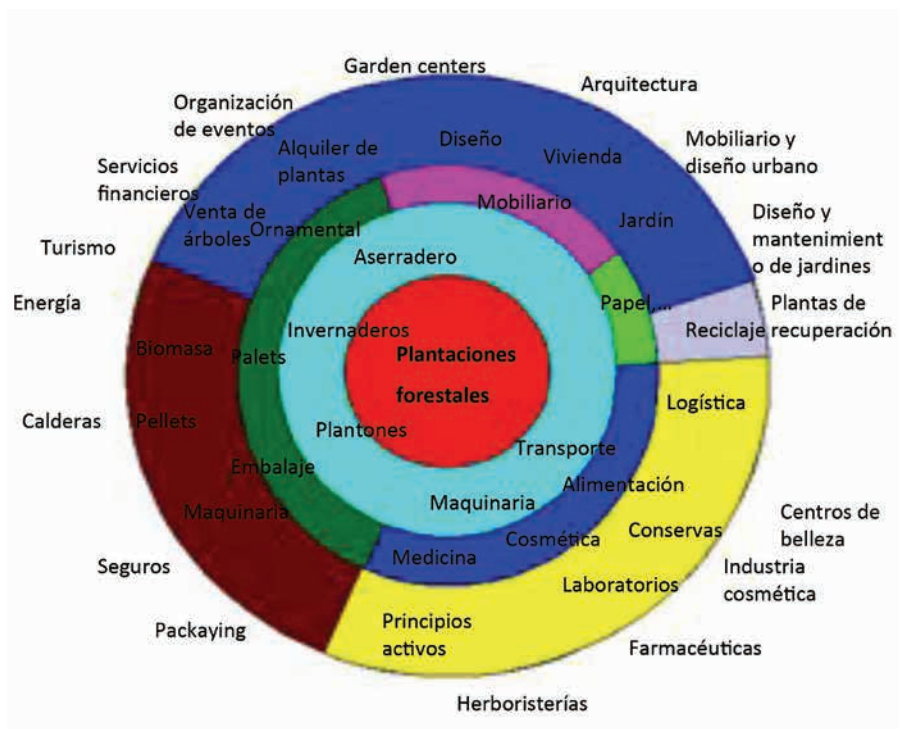 Garden centers
Arquitectura
Organización
de eventos
Mobiliario y
diseño urbano
Servicios
financieros
Diseño y
mantenimient
o de jardines
Turismo
Energía
Plantas de
recuperación
Calderas
Seguros
Packaying
Centros de
belleza
Industria
cosmética
Farmacéuticas
Herboristerías
Diseño
Alquiler de
plantas
Vivienda
Venta de
árboles
Jardín
Reciclaje
Biomasa
Pellets
Maquinaria
Logística
Conservas
Laboratorios
Principios
activos
Ornamental
Mobiliario
Papel,...
Palets
Embalaje
Alimentación
Cosmética
Medicina
Aserradero
Invernaderos
Plantones
Transporte
Maquinaria
Plantaciones
forestales